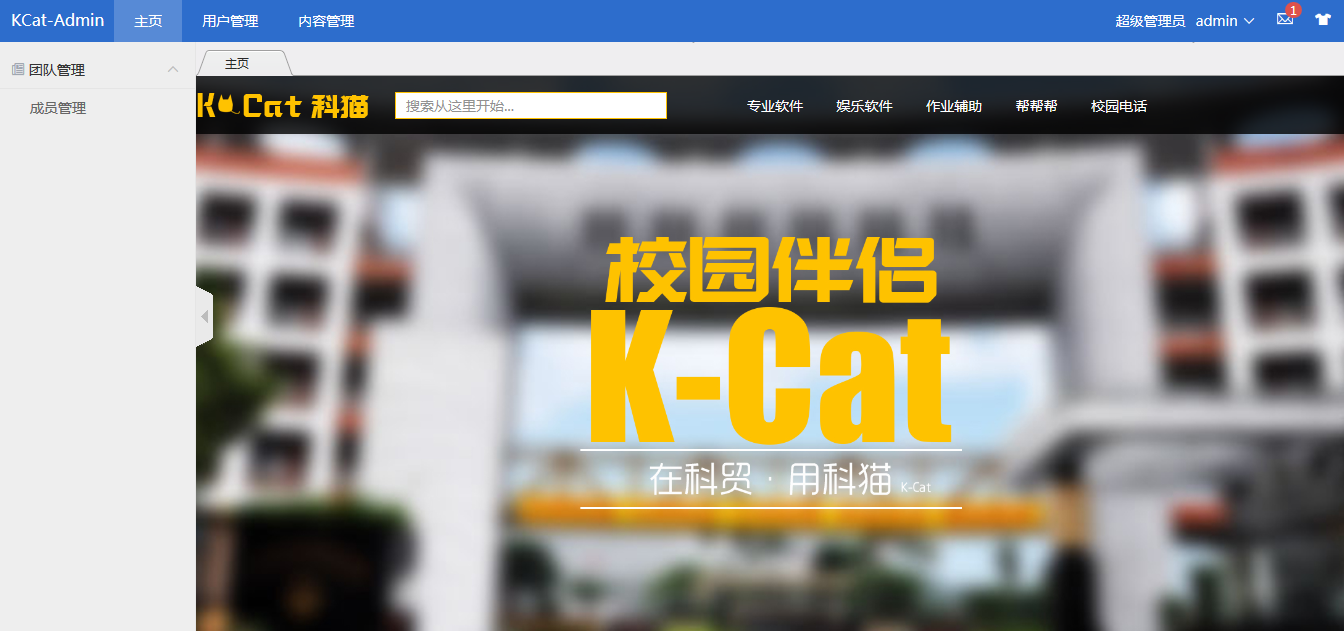 KCat-Admin 主页 用户管理 内容管理 超级管理员 admin 1
团队管理
成员管理
主页
K Cat 科猫 搜索从这里开始... 专业软件 娱乐软件 作业辅助 帮帮帮 校园电话
校园伴侣
K-Cat
在科贸·用科猫 K-Cat